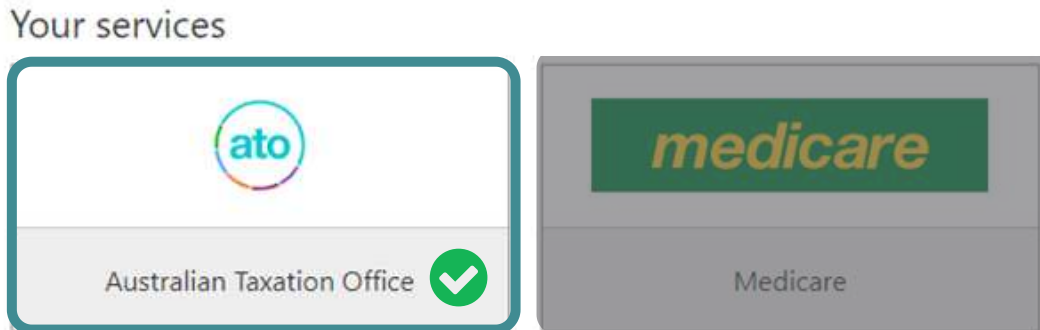 Your services
ato
medicare
Australian Taxation Office
Medicare